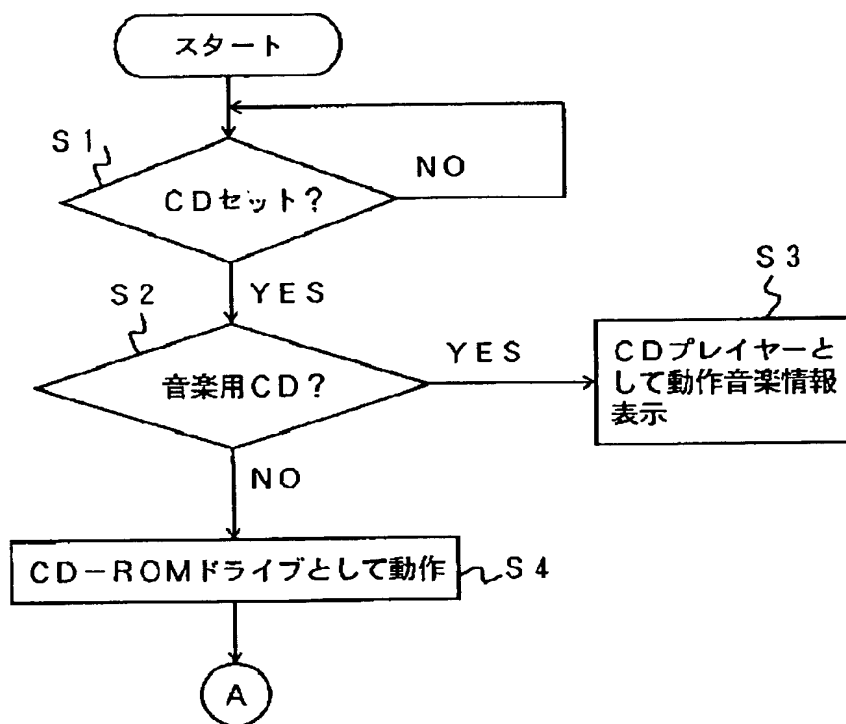 スタート
S1
NO
CDセット?
YES
S2
S3
音楽用CD?
YES
CDプレイヤーと
して動作音楽情報
表示
NO
CD-ROMドライブとして動作
S4
A